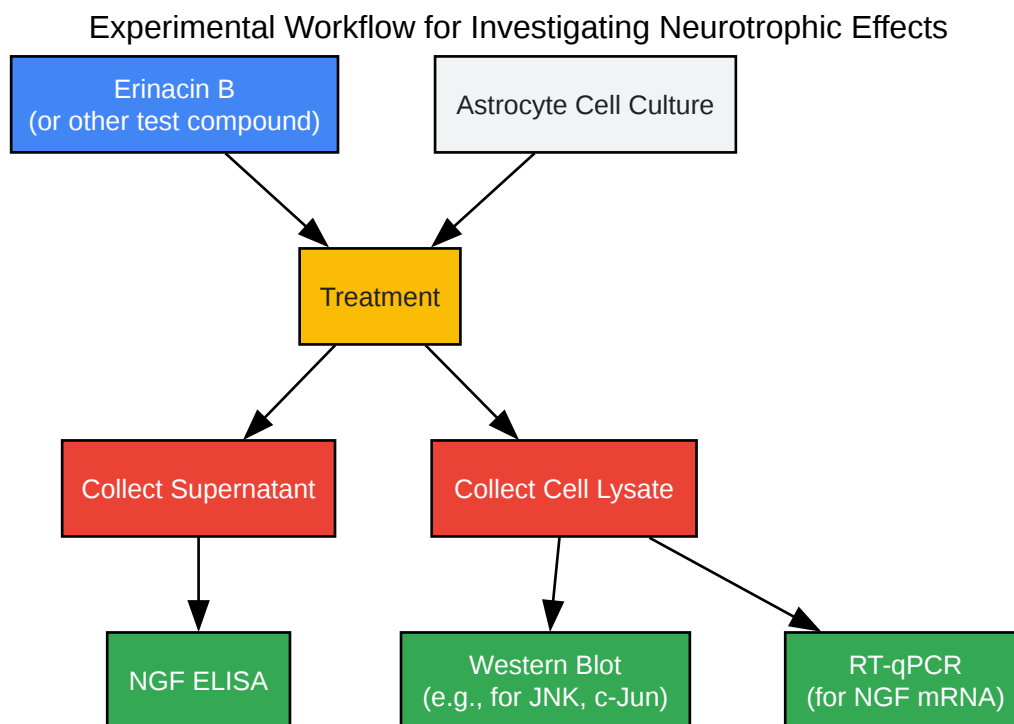 Experimental Workflow for Investigating Neurotrophic Effects
Erinacin B
(or other test compound)
Astrocyte Cell Culture
Treatment
Collect Supernatant
Collect Cell Lysate
NGF ELISA
Western Blot
(e.g., for JNK, c-Jun)
RT-qPCR
(for NGF mRNA)